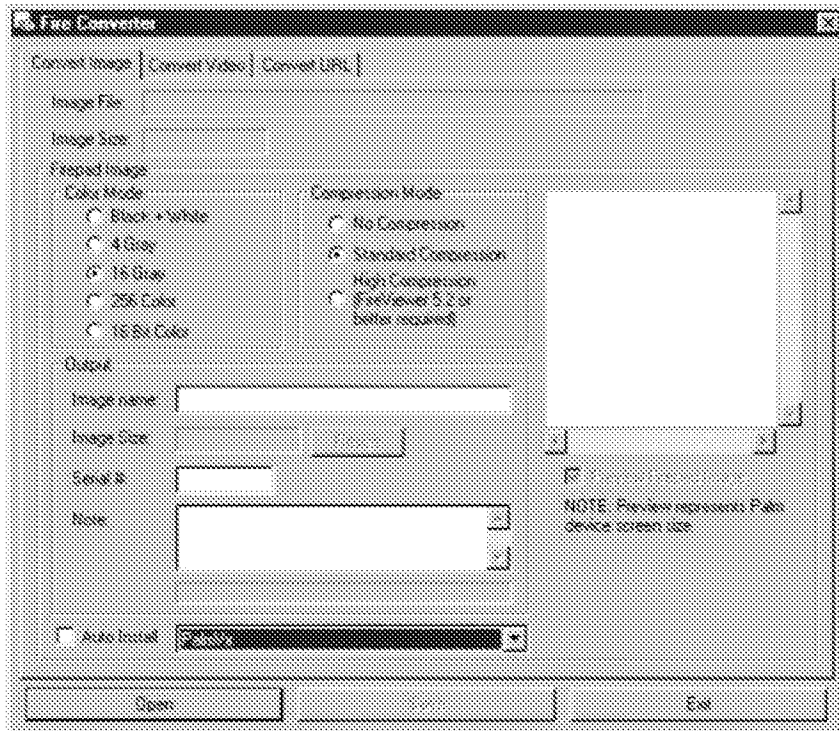 Fire Converter
Convert Image Convert Video Convert URL
Image File:
Image Size:
Firepad Image
Color Mode
Black + White
4 Gray
16 Gray
256 Color
16 Bit Color
Compression Mode
No Compression
Standard Compression
High Compression
(FireViewer 5.2 or
better required)
Output
Image name:
Image Size:
Serial #:
Note:
NOTE: Preview represents Palm
device screen size
Auto Install
Open
Exit